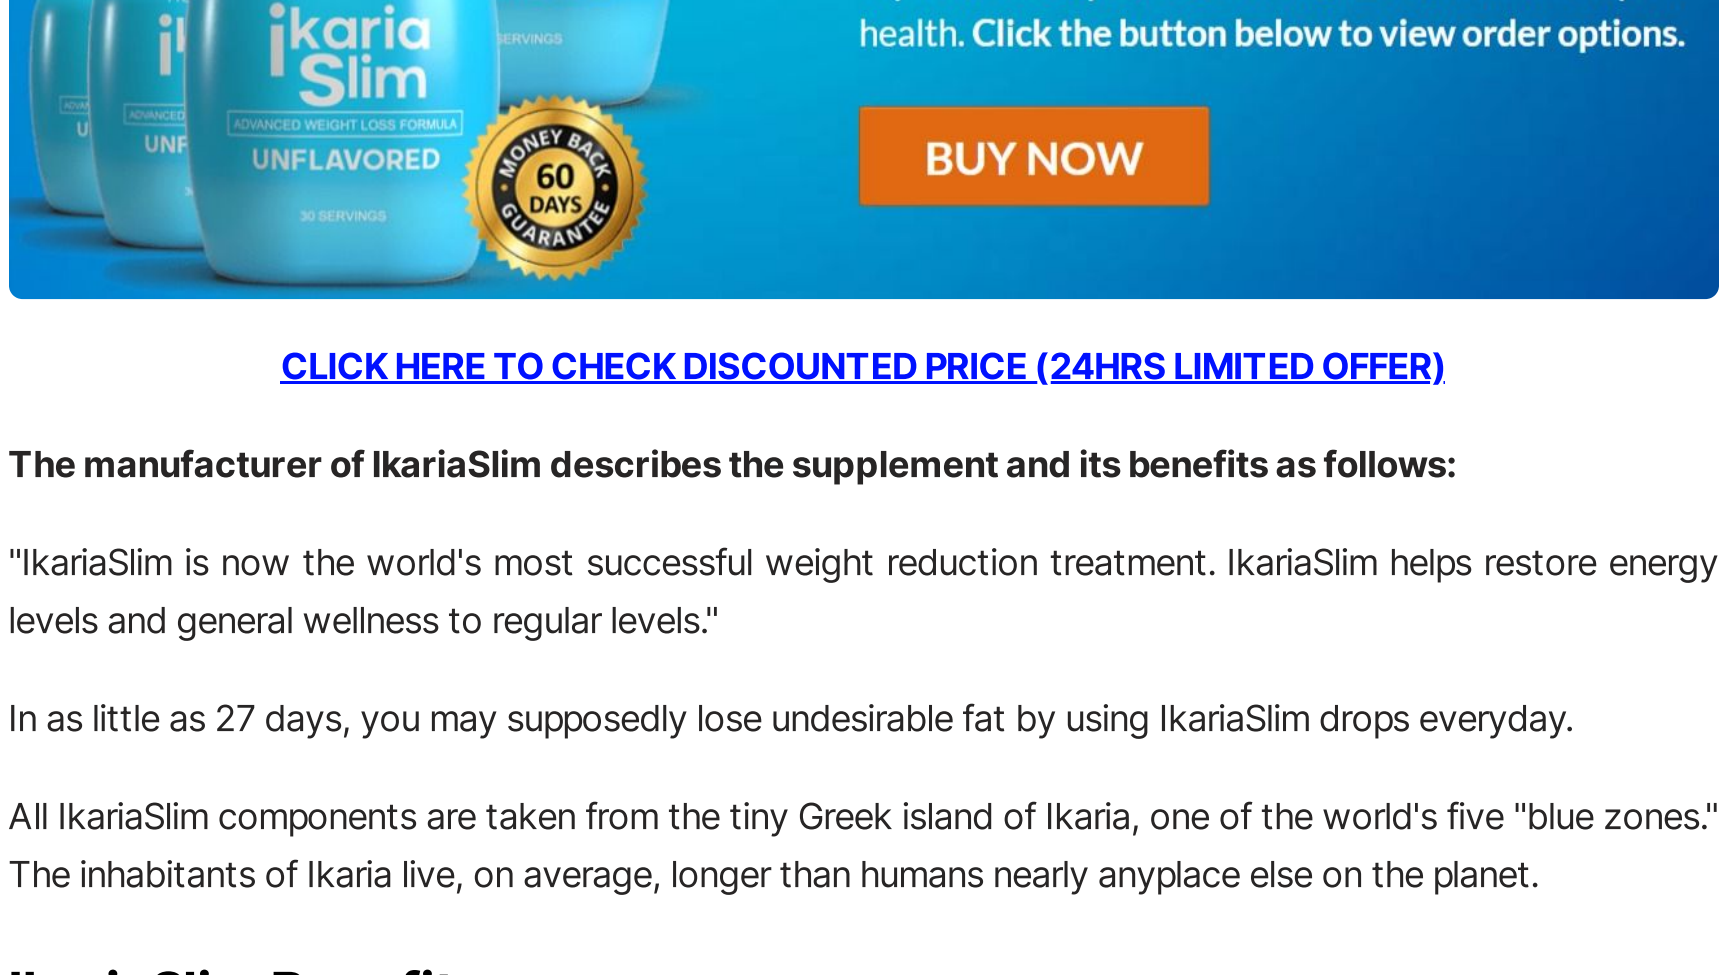 health. Click the button below to view order options.
ikaria
Slim
SERVINGS
ADVANCED WEIGHT LOSS FORMULA
UNFLAVORED
30 SERVINGS
ADVANCED
UNF
MONEY BACK
60
DAYS
GUARANTEE
BUY NOW
CLICK HERE TO CHECK DISCOUNTED PRICE (24HRS LIMITED OFFER)
The manufacturer of IkariaSlim describes the supplement and its benefits as follows:
"IkariaSlim is now the world's most successful weight reduction treatment. IkariaSlim helps restore energy
levels and general wellness to regular levels."
In as little as 27 days, you may supposedly lose undesirable fat by using IkariaSlim drops everyday.
All IkariaSlim components are taken from the tiny Greek island of Ikaria, one of the world's five "blue zones."
The inhabitants of Ikaria live, on average, longer than humans nearly anyplace else on the planet.